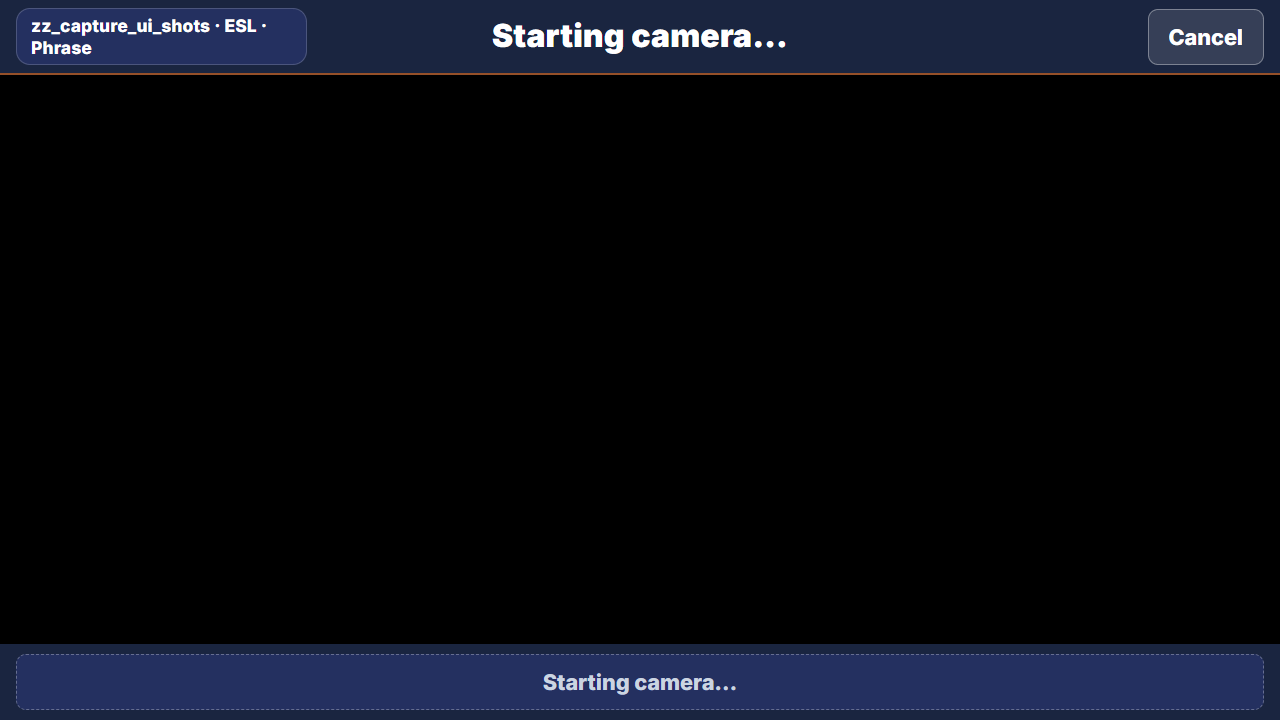 zz_capture_ui_shots · ESL ·
Phrase
Starting camera…
Cancel
Starting camera…